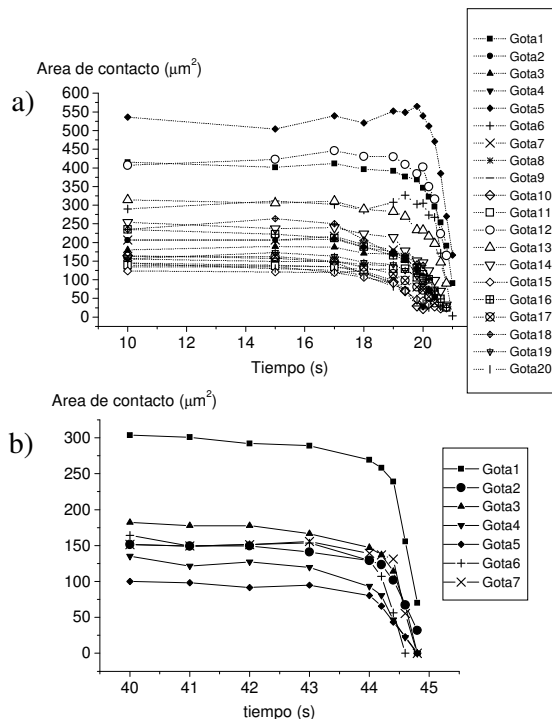 Area de contacto (μm²)
a)
600
550
500
450
400
350
300
250
200
150
100
50
0
10
12
14
16
18
20
Tiempo (s)
Gota1
Gota2
Gota3
Gota4
Gota5
Gota6
Gota7
Gota8
Gota9
Gota10
Gota11
Gota12
Gota13
Gota14
Gota15
Gota16
Gota17
Gota18
Gota19
Gota20
Area de contacto (μm²)
b)
300
250
200
150
100
50
0
40
41
42
43
44
45
tiempo (s)
Gota1
Gota2
Gota3
Gota4
Gota5
Gota6
Gota7